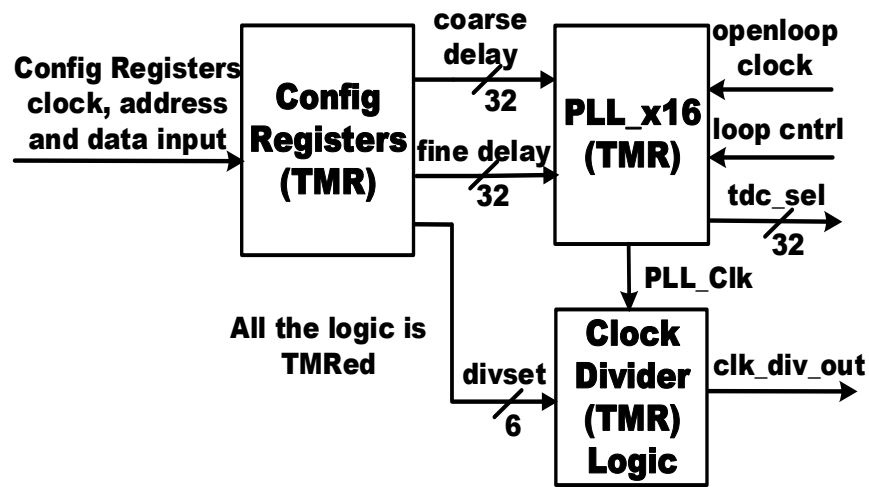 Config Registers
clock, address
and data input
Config
Registers
(TMR)
coarse
delay
32
fine delay
32
PLL_x16
(TMR)
openloop
clock
loop cntrl
tdc_sel
32
PLL_Clk
All the logic is
TMRed
divset
6
Clock
Divider
(TMR)
Logic
clk_div_out